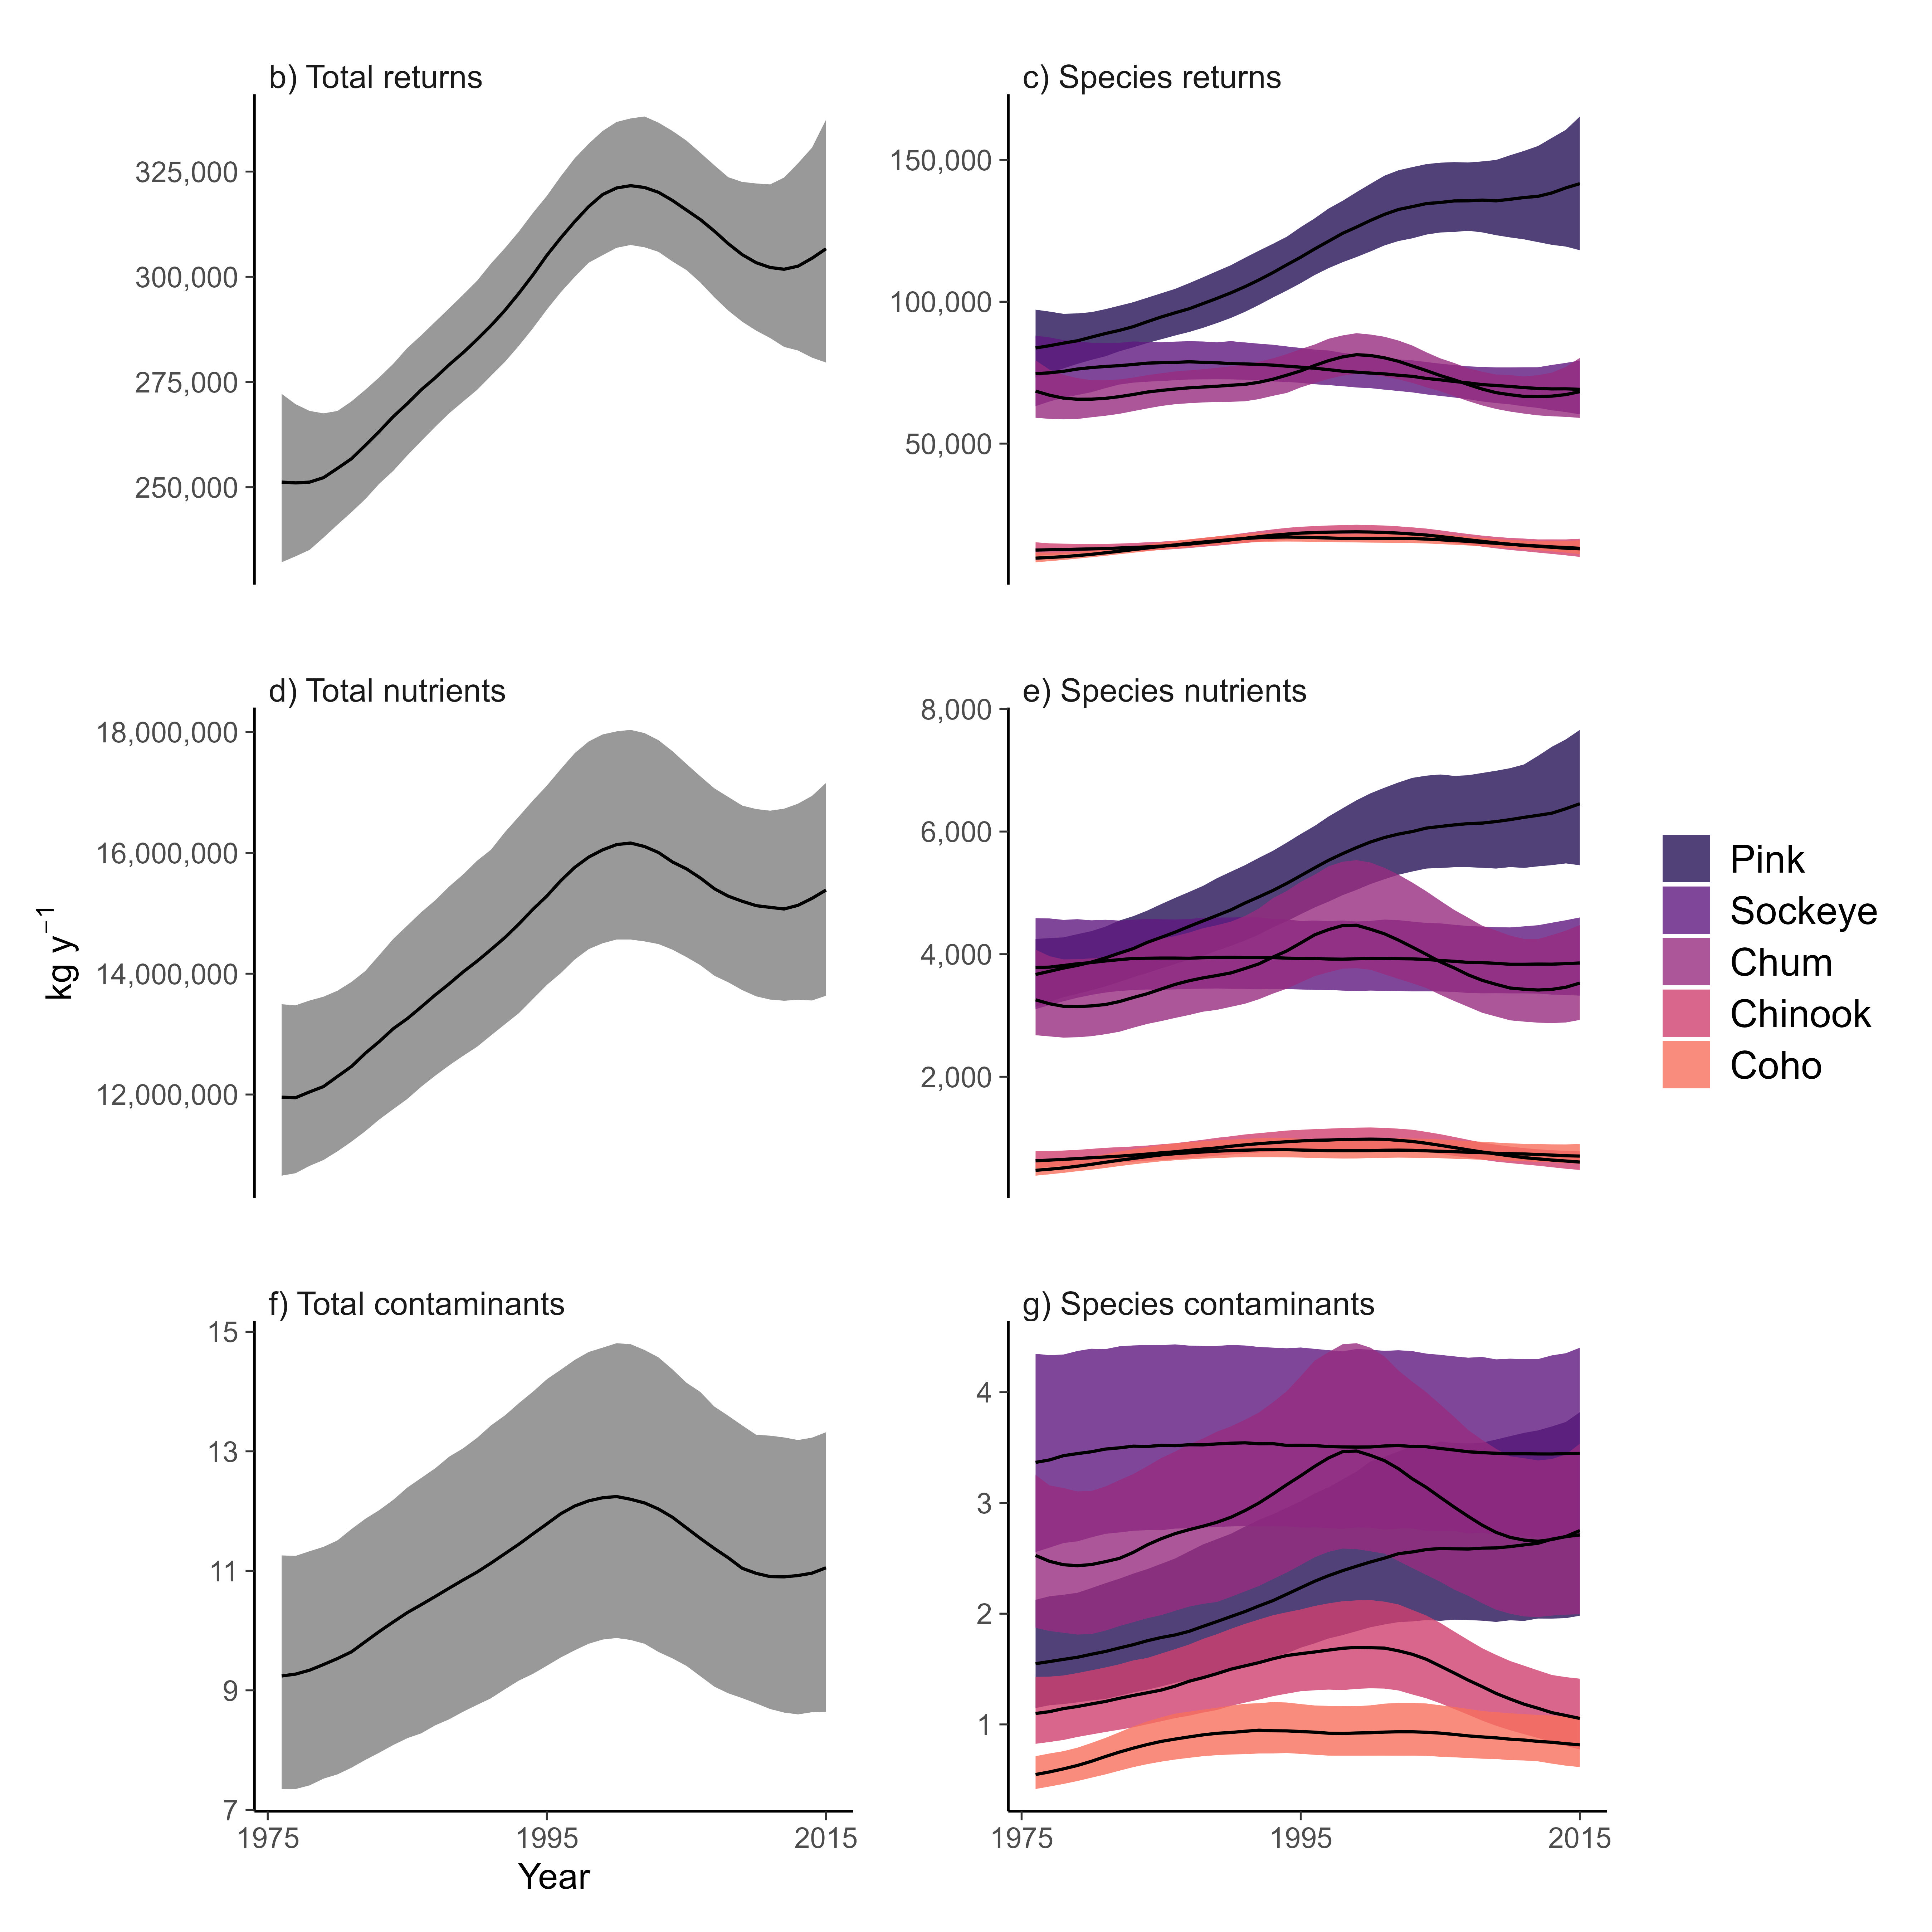 b) Total returns
325,000
300,000
275,000
250,000
c) Species returns
150,000
100,000
50,000
d) Total nutrients
18,000,000
16,000,000
14,000,000
12,000,000
e) Species nutrients
8,000
6,000
4,000
2,000
f) Total contaminants
15
13
11
9
7
1975
1995
2015
Year
g) Species contaminants
4
3
2
1
1975
1995
2015
kg y⁻¹
Pink
Sockeye
Chum
Chinook
Coho